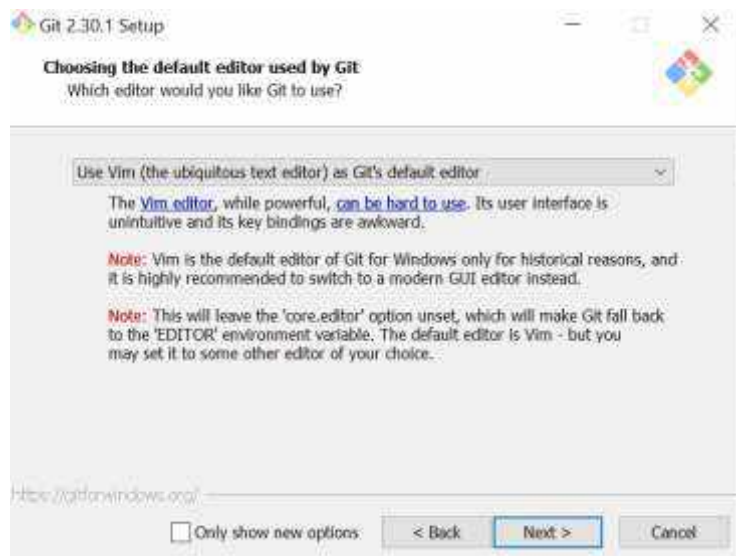 Git 2.30.1 Setup
Choosing the default editor used by Git
Which editor would you like Git to use?
Use Vim (the ubiquitous text editor) as Git's default editor
The Vim editor, while powerful, can be hard to use. Its user interface is
unintuitive and its key bindings are awkward.
Note: Vim is the default editor of Git for Windows only for historical reasons, and
it is highly recommended to switch to a modern GUI editor instead.
Note: This will leave the 'core.editor' option unset, which will make Git fall back
to the 'EDITOR' environment variable. The default editor is Vim - but you
may set it to some other editor of your choice.
https://gitforwindows.org/
Only show new options
< Back
Next >
Cancel